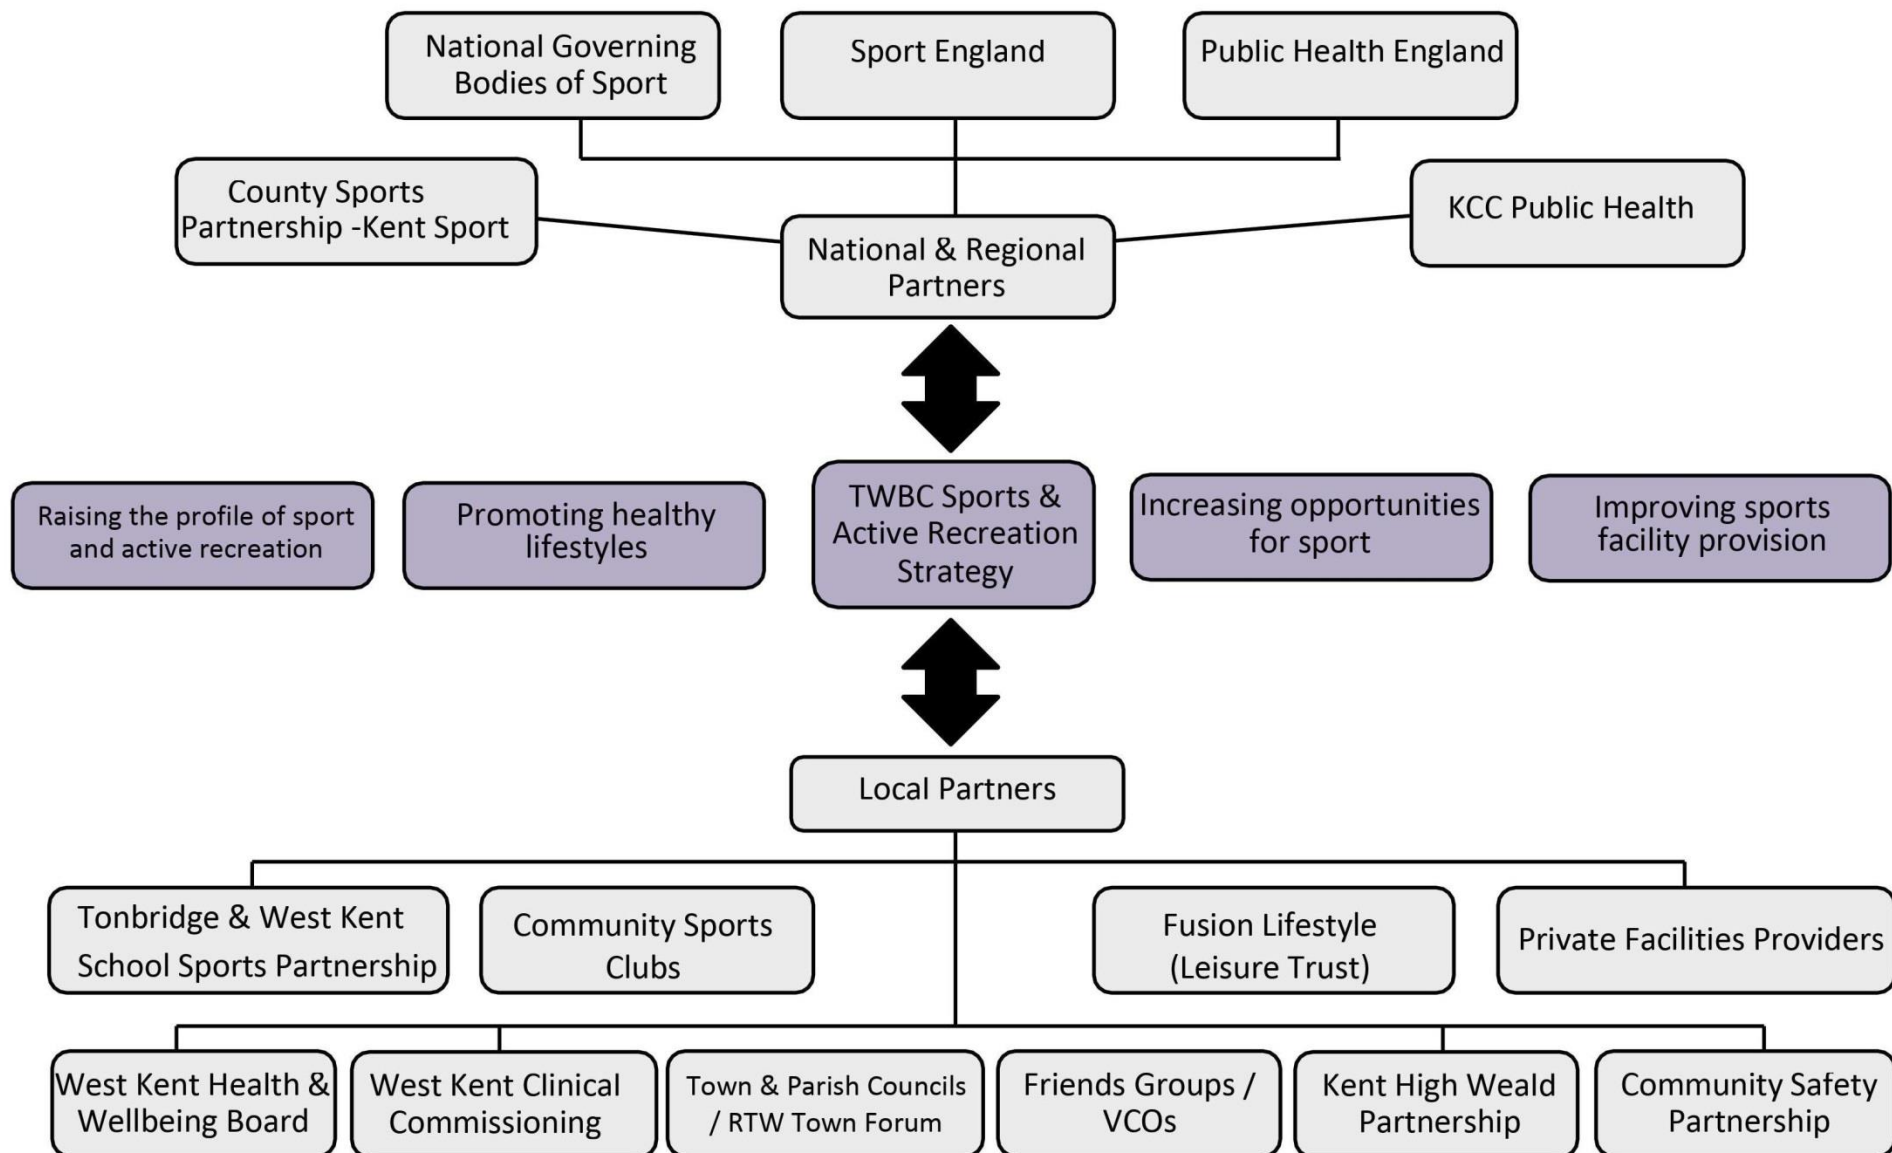 National Governing
Bodies of Sport
Sport England
Public Health England
County Sports
Partnership -Kent Sport
KCC Public Health
National & Regional
Partners
Raising the profile of sport
and active recreation
Promoting healthy
lifestyles
TWBC Sports &
Active Recreation
Strategy
Increasing opportunities
for sport
Improving sports
facility provision
Local Partners
Tonbridge & West Kent
School Sports Partnership
Community Sports
Clubs
Fusion Lifestyle
(Leisure Trust)
Private Facilities Providers
West Kent Health &
Wellbeing Board
West Kent Clinical
Commissioning
Town & Parish Councils
/ RTW Town Forum
Friends Groups /
VCOs
Kent High Weald
Partnership
Community Safety
Partnership